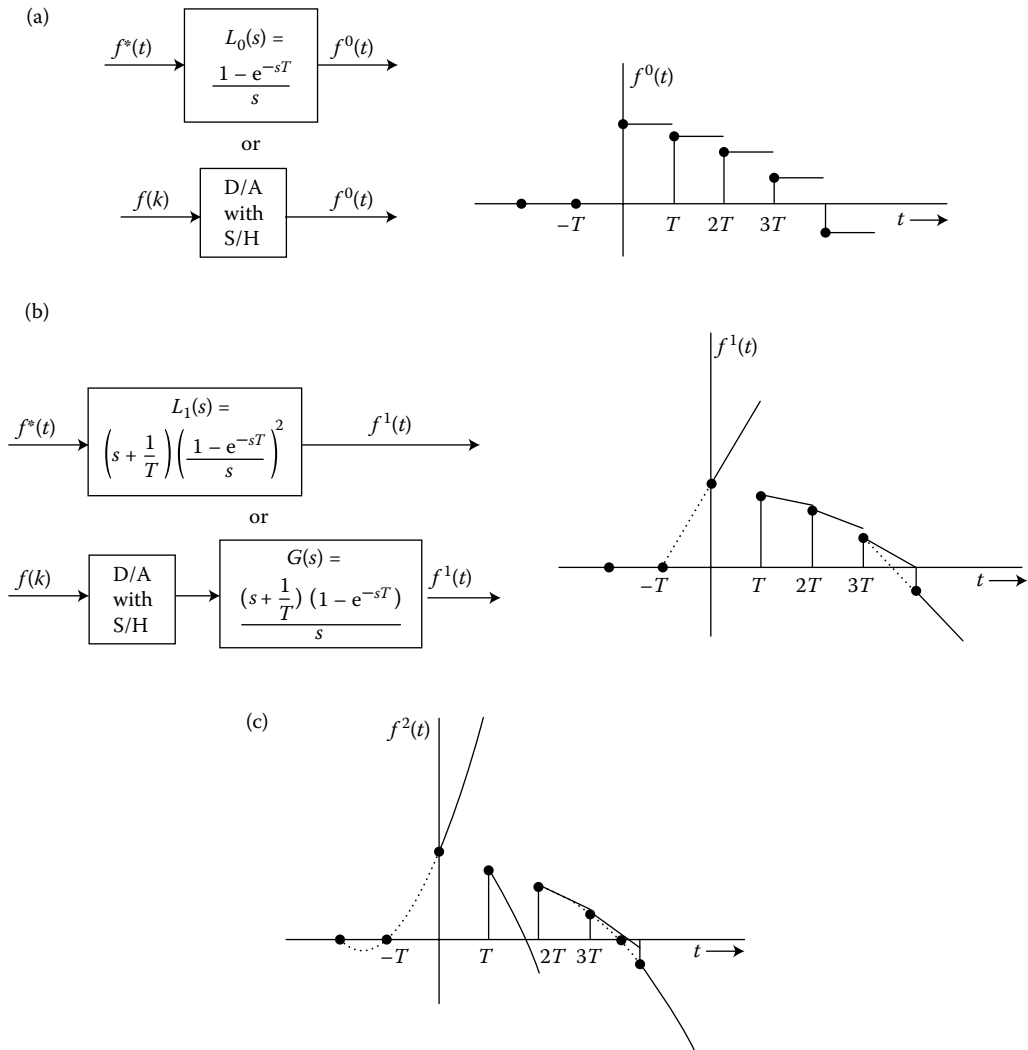 (a)
f*(t)
L₀(s) =
1 – e⁻ˢᵀ
s
f⁰(t)
or
f(k)
D/A
with
S/H
f⁰(t)
f⁰(t)
–T
T
2T
3T
t
(b)
f*(t)
L₁(s) =
(s + 1/T) ((1 – e⁻ˢᵀ)/s)²
f¹(t)
or
f(k)
D/A
with
S/H
G(s) =
(s + 1/T) (1 – e⁻ˢᵀ)
s
f¹(t)
f¹(t)
–T
T
2T
3T
t
(c)
f²(t)
–T
T
2T
3T
t